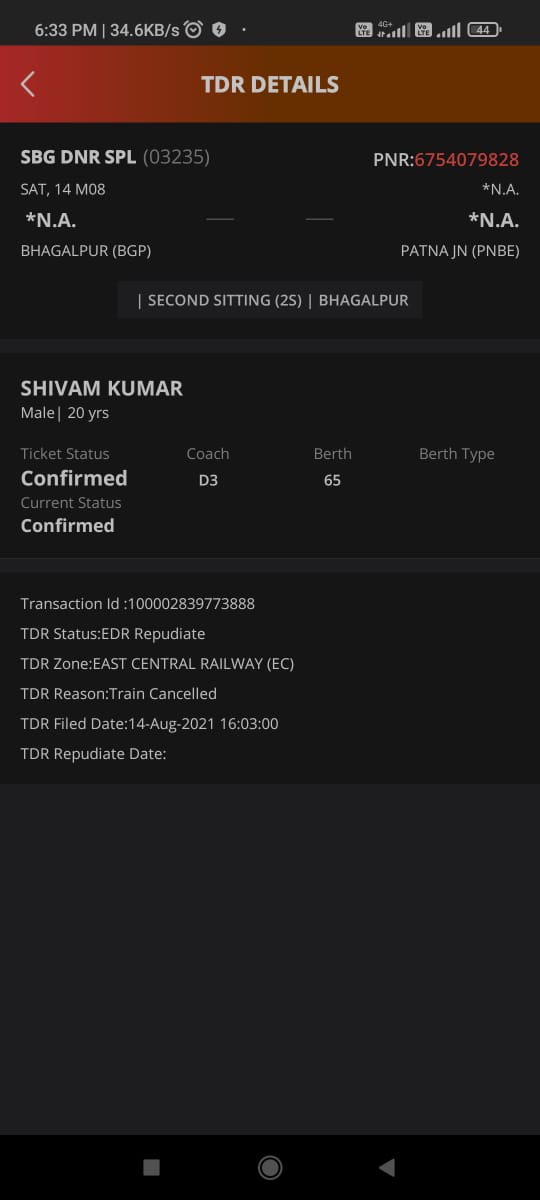 6:33 PM | 34.6KB/s
Vo LTE 4G+ Vo LTE 44
TDR DETAILS
SBG DNR SPL (03235) PNR:6754079828
SAT, 14 M08 *N.A.
*N.A. *N.A.
BHAGALPUR (BGP) PATNA JN (PNBE)
| SECOND SITTING (2S) | BHAGALPUR
SHIVAM KUMAR
Male| 20 yrs
Ticket Status Coach Berth Berth Type
Confirmed D3 65
Current Status
Confirmed
Transaction Id :100002839773888
TDR Status:EDR Repudiate
TDR Zone:EAST CENTRAL RAILWAY (EC)
TDR Reason:Train Cancelled
TDR Filed Date:14-Aug-2021 16:03:00
TDR Repudiate Date: